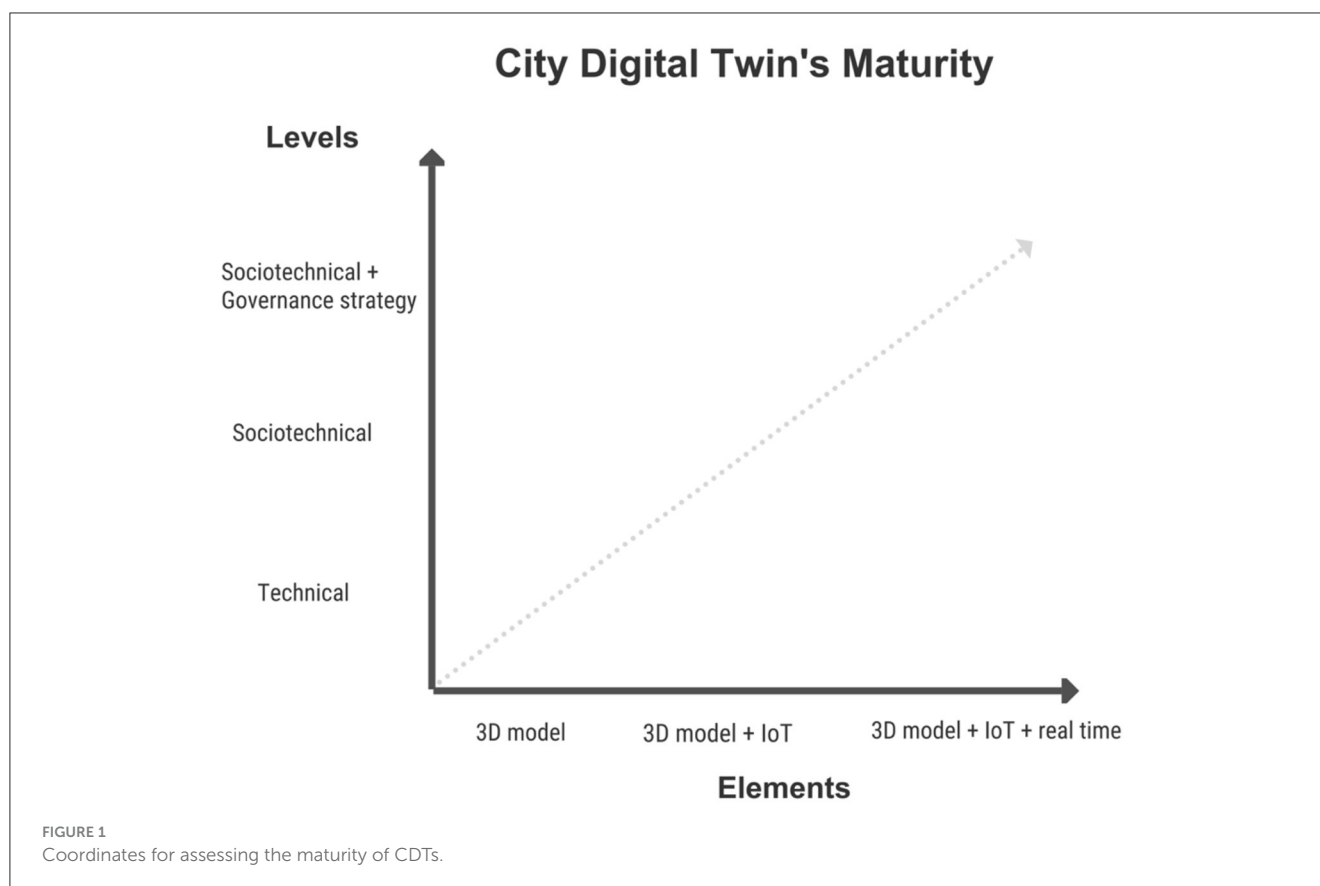 City Digital Twin's Maturity
Levels
Sociotechnical +
Governance strategy
Sociotechnical
Technical
3D model
3D model + IoT
3D model + IoT + real time
Elements
FIGURE 1
Coordinates for assessing the maturity of CDTs.